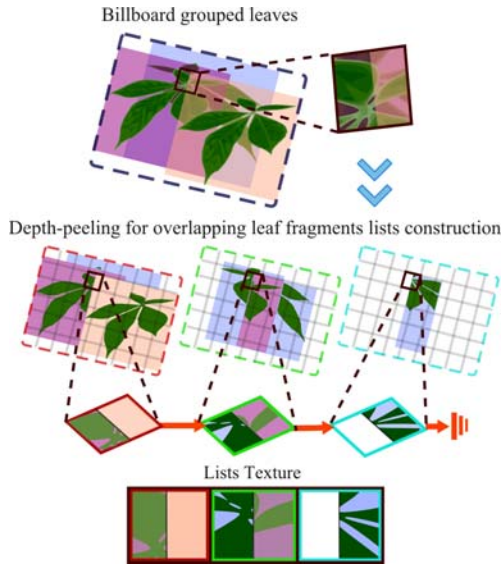 Billboard grouped leaves
Depth-peeling for overlapping leaf fragments lists construction
Lists Texture